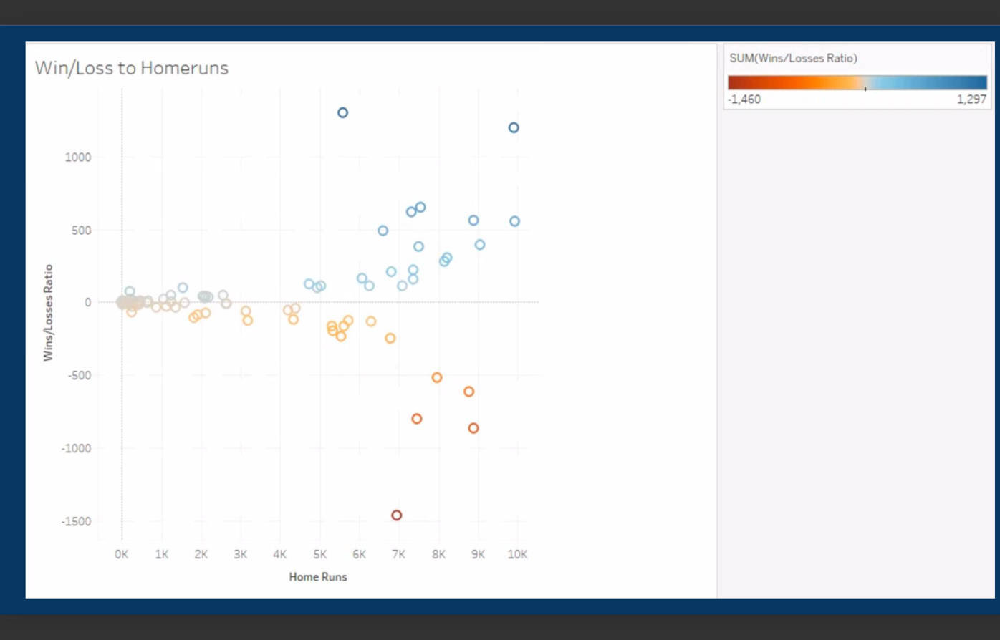 Win/Loss to Homeruns
SUM(Wins/Losses Ratio)
-1,460 1,297
Wins/Losses Ratio
1000
500
0
-500
-1000
-1500
0K 1K 2K 3K 4K 5K 6K 7K 8K 9K 10K
Home Runs